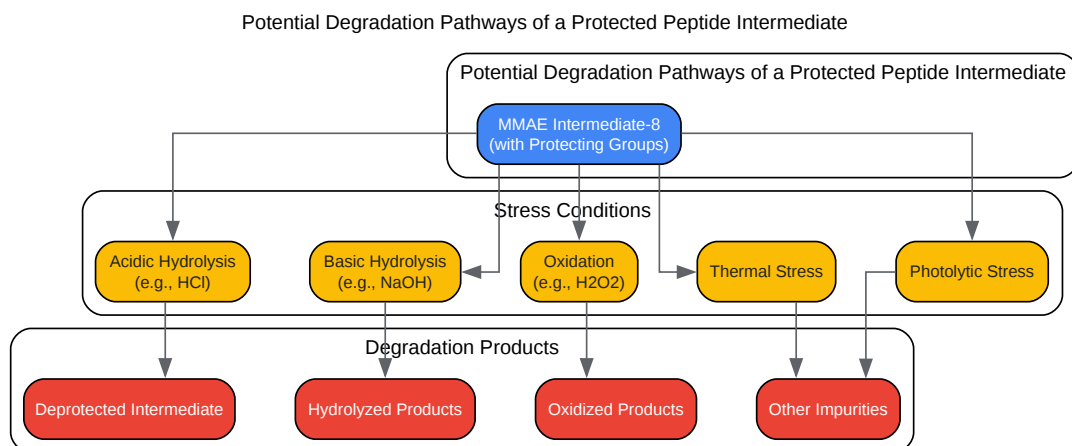 Potential Degradation Pathways of a Protected Peptide Intermediate
Potential Degradation Pathways of a Protected Peptide Intermediate
MMAE Intermediate-8
(with Protecting Groups)
Stress Conditions
Acidic Hydrolysis
(e.g., HCl)
Basic Hydrolysis
(e.g., NaOH)
Oxidation
(e.g., H2O2)
Thermal Stress
Photolytic Stress
Degradation Products
Deprotected Intermediate
Hydrolyzed Products
Oxidized Products
Other Impurities